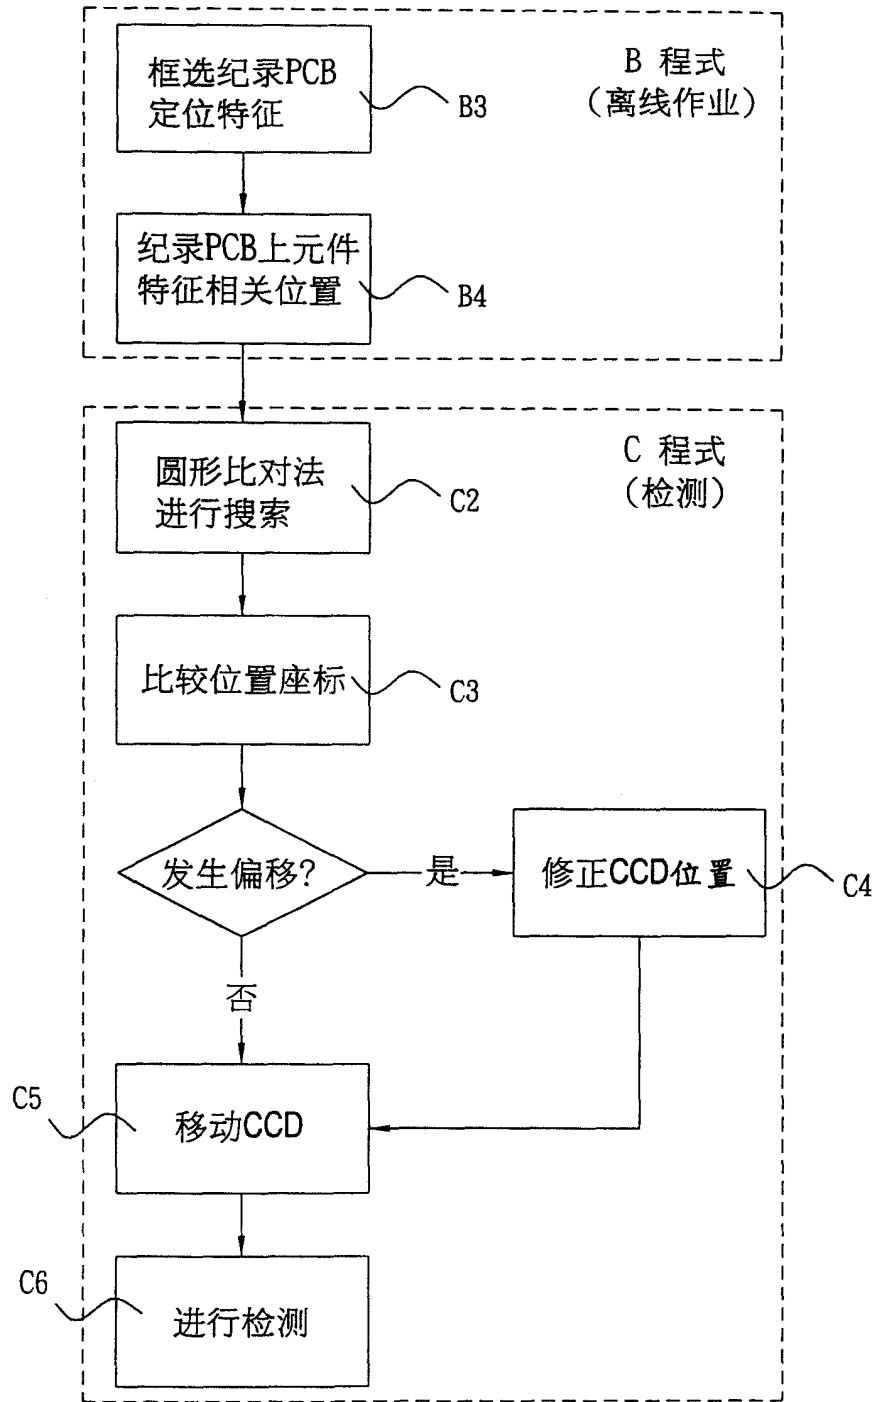 B 程式
（离线作业）
框选纪录PCB
定位特征
B3
纪录PCB上元件
特征相关位置
B4
C 程式
（检测）
圆形比对法
进行搜索
C2
比较位置座标
C3
发生偏移?
是
修正CCD位置
C4
否
C5
移动CCD
C6
进行检测